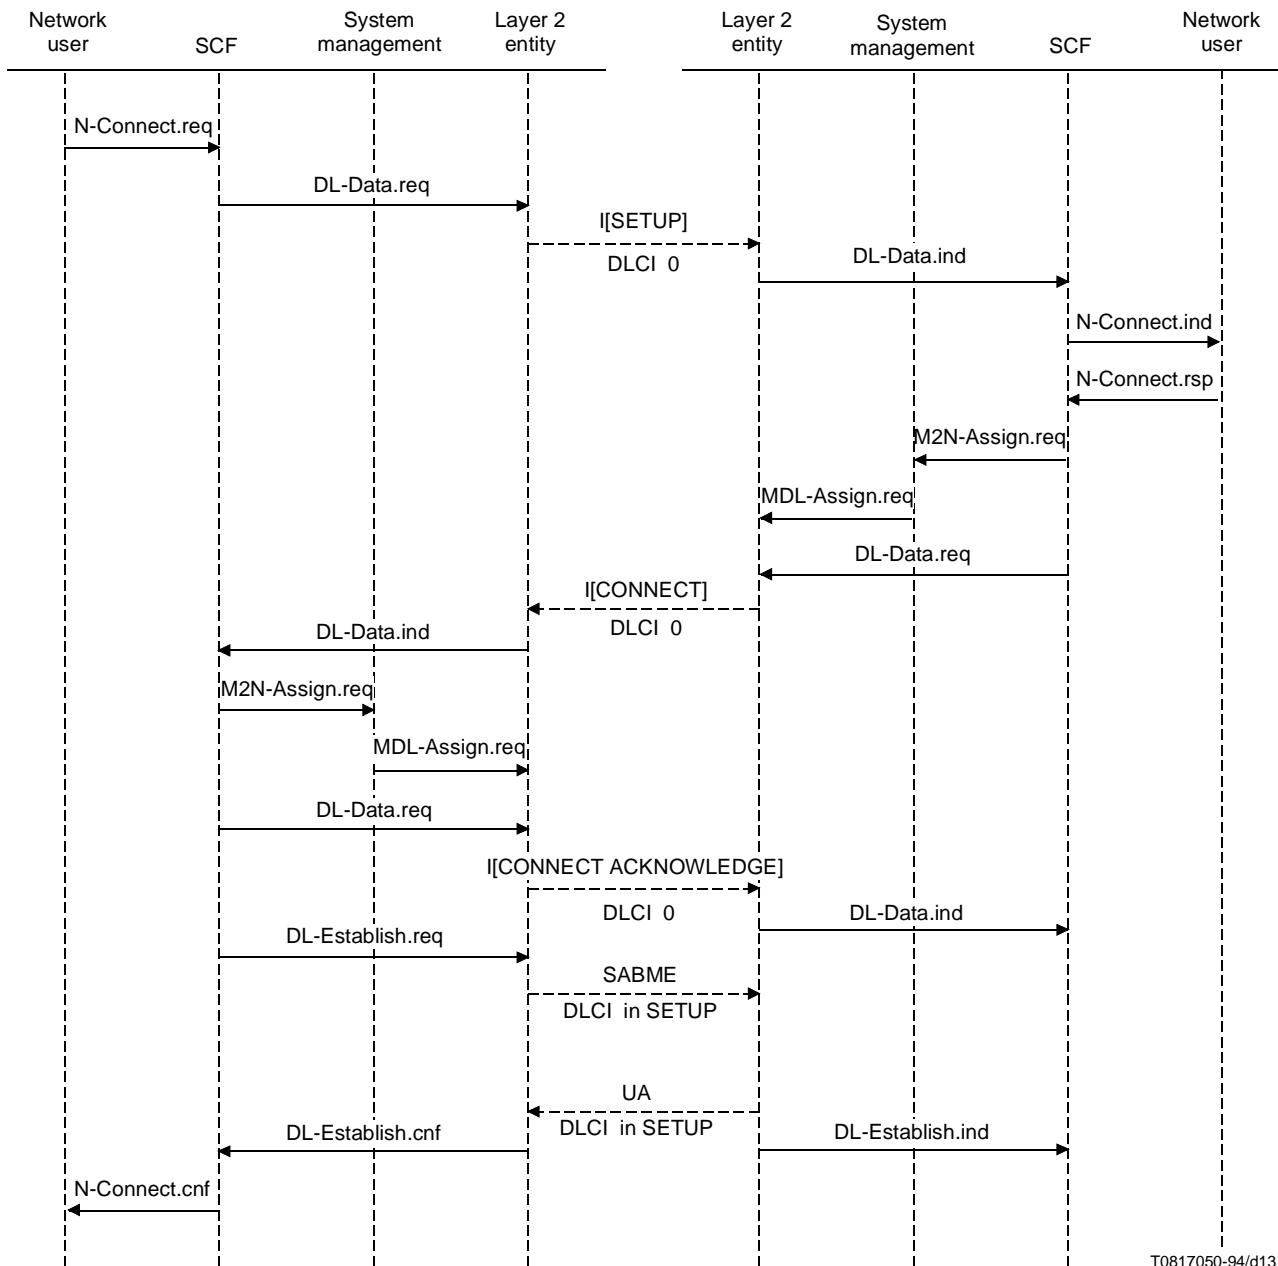 Network user
SCF
System management
Layer 2 entity
Layer 2 entity
System management
SCF
Network user
N-Connect.req
DL-Data.req
I[SETUP]
DLCI 0
DL-Data.ind
N-Connect.ind
N-Connect.rsp
M2N-Assign.req
MDL-Assign.req
DL-Data.req
I[CONNECT]
DLCI 0
DL-Data.ind
M2N-Assign.req
MDL-Assign.req
DL-Data.req
I[CONNECT ACKNOWLEDGE]
DLCI 0
DL-Data.ind
DL-Establish.req
SABME
DLCI in SETUP
UA
DLCI in SETUP
DL-Establish.cnf
DL-Establish.ind
N-Connect.cnf
T0817050-94/d13